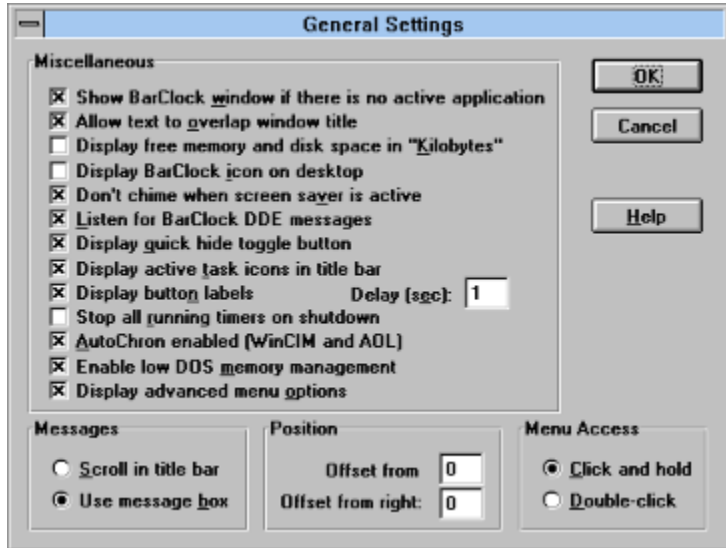 General Settings
Miscellaneous
Show BarClock window if there is no active application
Allow text to overlap window title
Display free memory and disk space in "Kilobytes"
Display BarClock icon on desktop
Don't chime when screen saver is active
Listen for BarClock DDE messages
Display quick hide toggle button
Display active task icons in title bar
Display button labels Delay (sec): 1
Stop all running timers on shutdown
AutoChron enabled (WinCIM and AOL)
Enable low DOS memory management
Display advanced menu options
OK
Cancel
Help
Messages
Scroll in title bar
Use message box
Position
Offset from 0
Offset from right: 0
Menu Access
Click and hold
Double-click